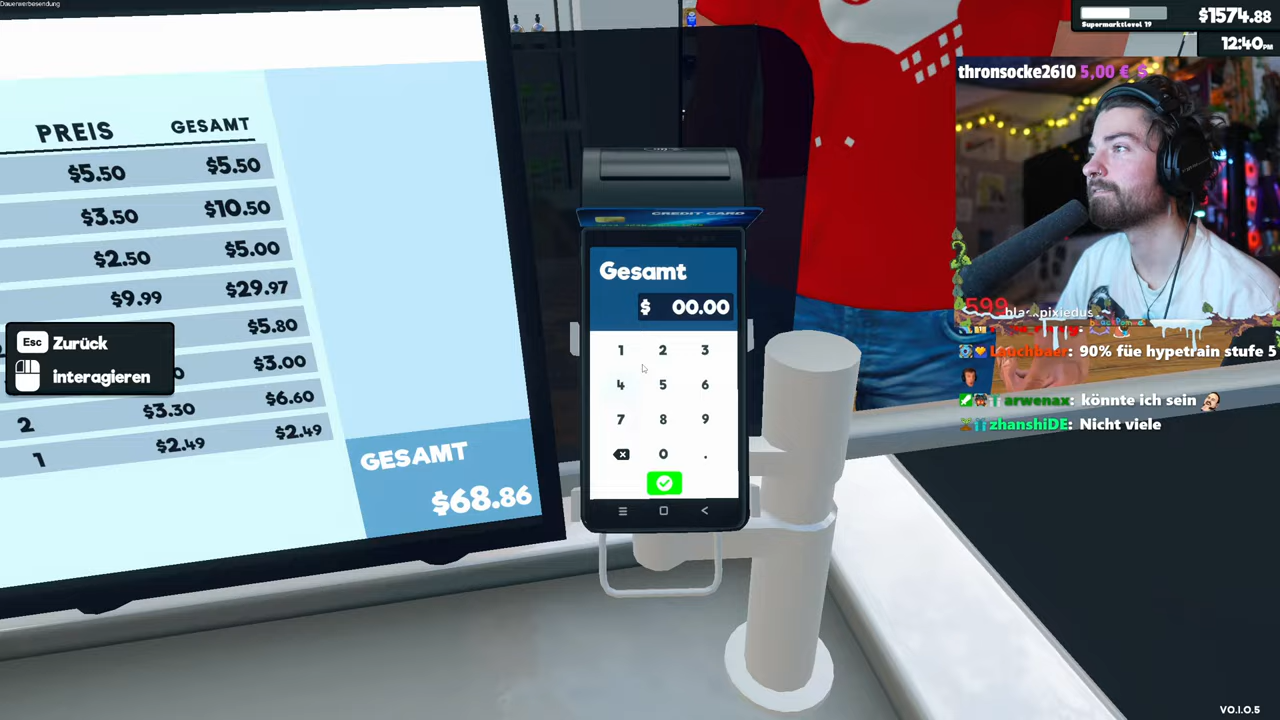 Dauerwerbesendung
$1574.88
Supermarktlevel 19
12:40PM
thronsocke2610 5,00 € $
PREIS GESAMT
$5.50 $5.50
$3.50 $10.50
$2.50 $5.00
$9.99 $29.97
$5.80
$3.00
2 $3.30 $6.60
1 $2.49 $2.49
GESAMT
$68.86
Esc Zurück
interagieren
CREDIT CARD
Gesamt
$ 00.00
1 2 3
4 5 6
7 8 9
0 .
599
Leachbaer: 90% füe hypetrain stufe 5
arwenax: könnte ich sein
zhanshiDE: Nicht viele
V0.1.0.5